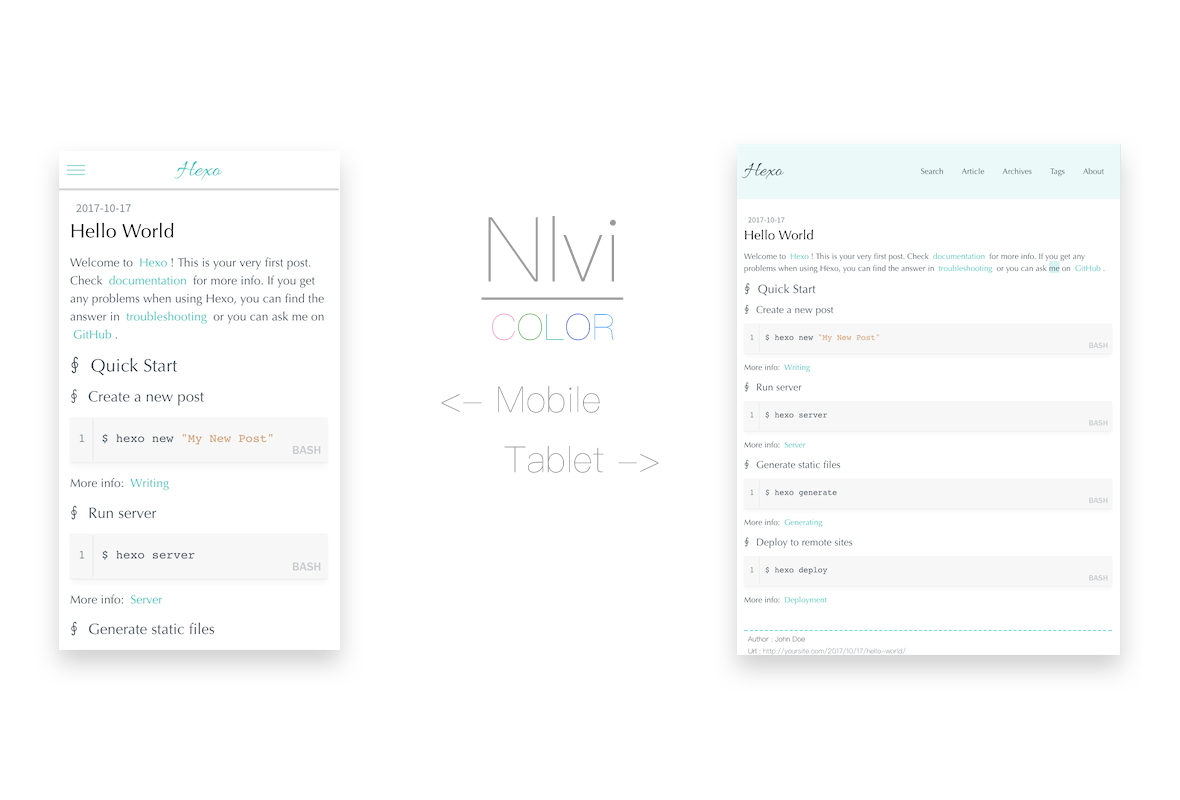 Hexo
2017-10-17
Hello World
Welcome to Hexo ! This is your very first post.
Check documentation for more info. If you get
any problems when using Hexo, you can find the
answer in troubleshooting or you can ask me on
GitHub .
∮ Quick Start
∮ Create a new post
1 $ hexo new "My New Post"
BASH
More info: Writing
∮ Run server
1 $ hexo server
BASH
More info: Server
∮ Generate static files
Nlvi
COLOR
<– Mobile
Tablet –>
Hexo Search Article Archives Tags About
2017-10-17
Hello World
Welcome to Hexo ! This is your very first post. Check documentation for more info. If you get any
problems when using Hexo, you can find the answer in troubleshooting or you can ask me on GitHub .
∮ Quick Start
∮ Create a new post
1 $ hexo new "My New Post"
BASH
More info: Writing
∮ Run server
1 $ hexo server
BASH
More info: Server
∮ Generate static files
1 $ hexo generate
BASH
More info: Generating
∮ Deploy to remote sites
1 $ hexo deploy
BASH
More info: Deployment
Author : John Doe
Url : http://yoursite.com/2017/10/17/hello-world/